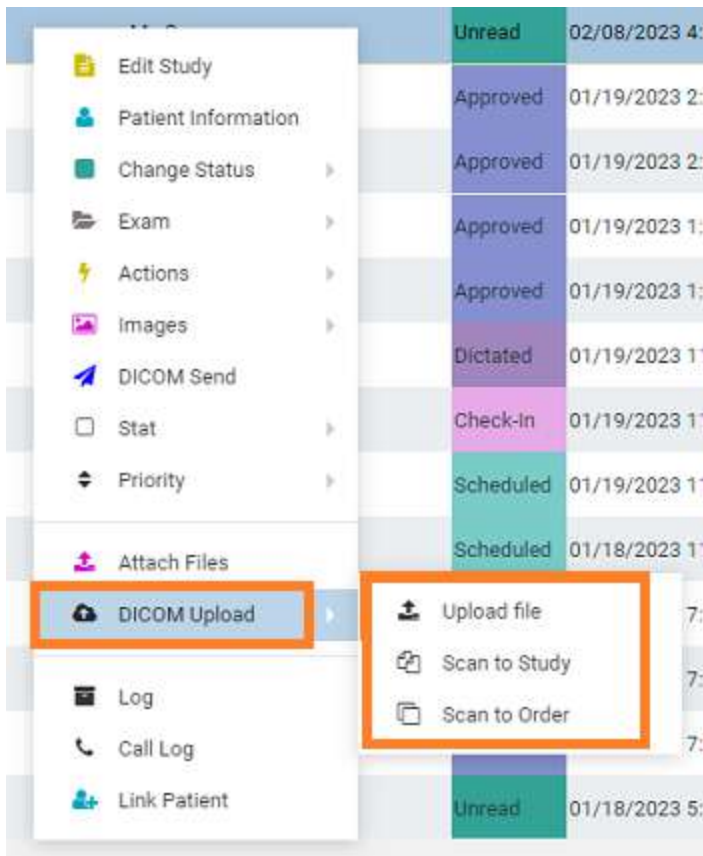 Unread 02/08/2023 4:
Edit Study
Approved 01/19/2023 2:
Patient Information
Approved 01/19/2023 2:
Change Status
Exam
Approved 01/19/2023 1:
Actions
Approved 01/19/2023 1:
Images
Dictated 01/19/2023 1
DICOM Send
Stat
Check-In 01/19/2023 1
Priority
Scheduled 01/19/2023 1
Attach Files
Scheduled 01/18/2023 1
DICOM Upload
Upload file
7:
Scan to Study
7:
Log
Scan to Order
7:
Call Log
Link Patient
Unread 01/18/2023 5: